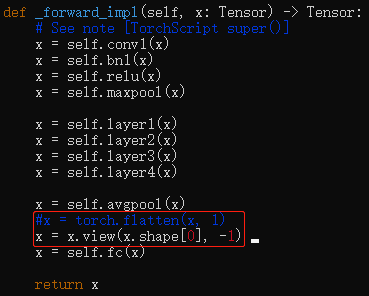 def _forward_impl(self, x: Tensor) -> Tensor:
    # See note [TorchScript super()]
    x = self.conv1(x)
    x = self.bn1(x)
    x = self.relu(x)
    x = self.maxpool(x)

    x = self.layer1(x)
    x = self.layer2(x)
    x = self.layer3(x)
    x = self.layer4(x)

    x = self.avgpool(x)
    #x = torch.flatten(x, 1)
    x = x.view(x.shape[0], -1)
    x = self.fc(x)

    return x